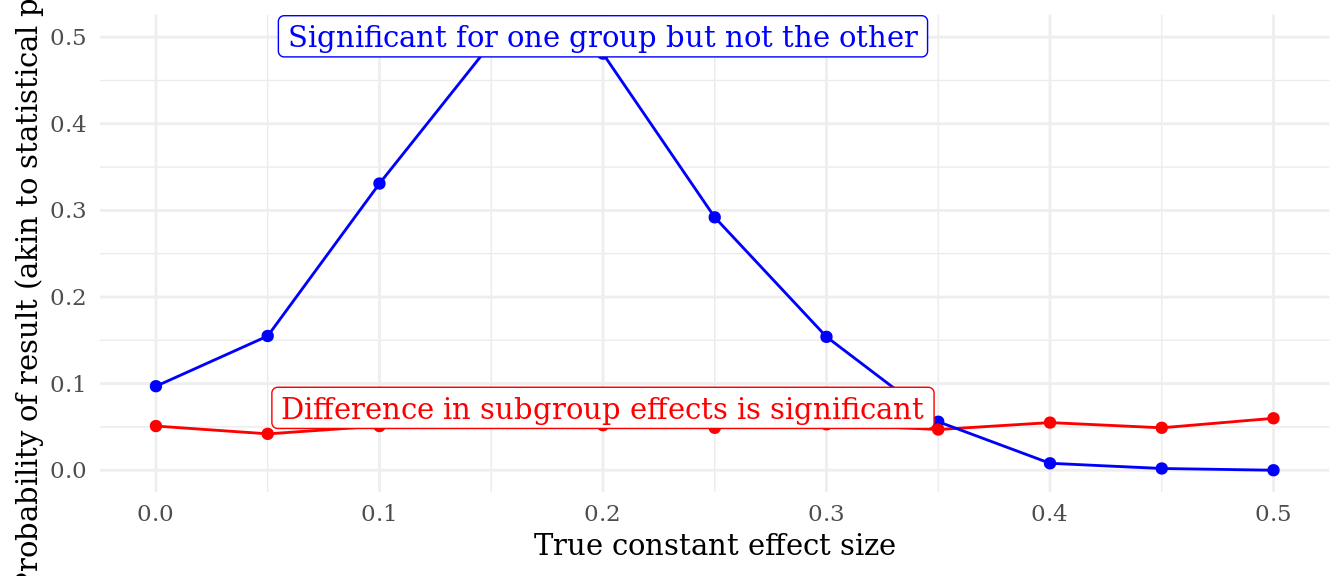 Probability of result (akin to statistical
0.5
0.4
0.3
0.2
0.1
0.0
Significant for one group but not the other
Difference in subgroup effects is significant
0.0 0.1 0.2 0.3 0.4 0.5
True constant effect size